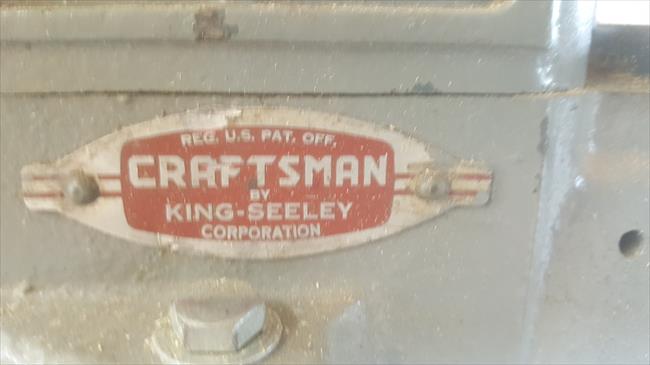 REG. U.S. PAT. OFF.
CRAFTSMAN
BY
KING-SEELEY
CORPORATION